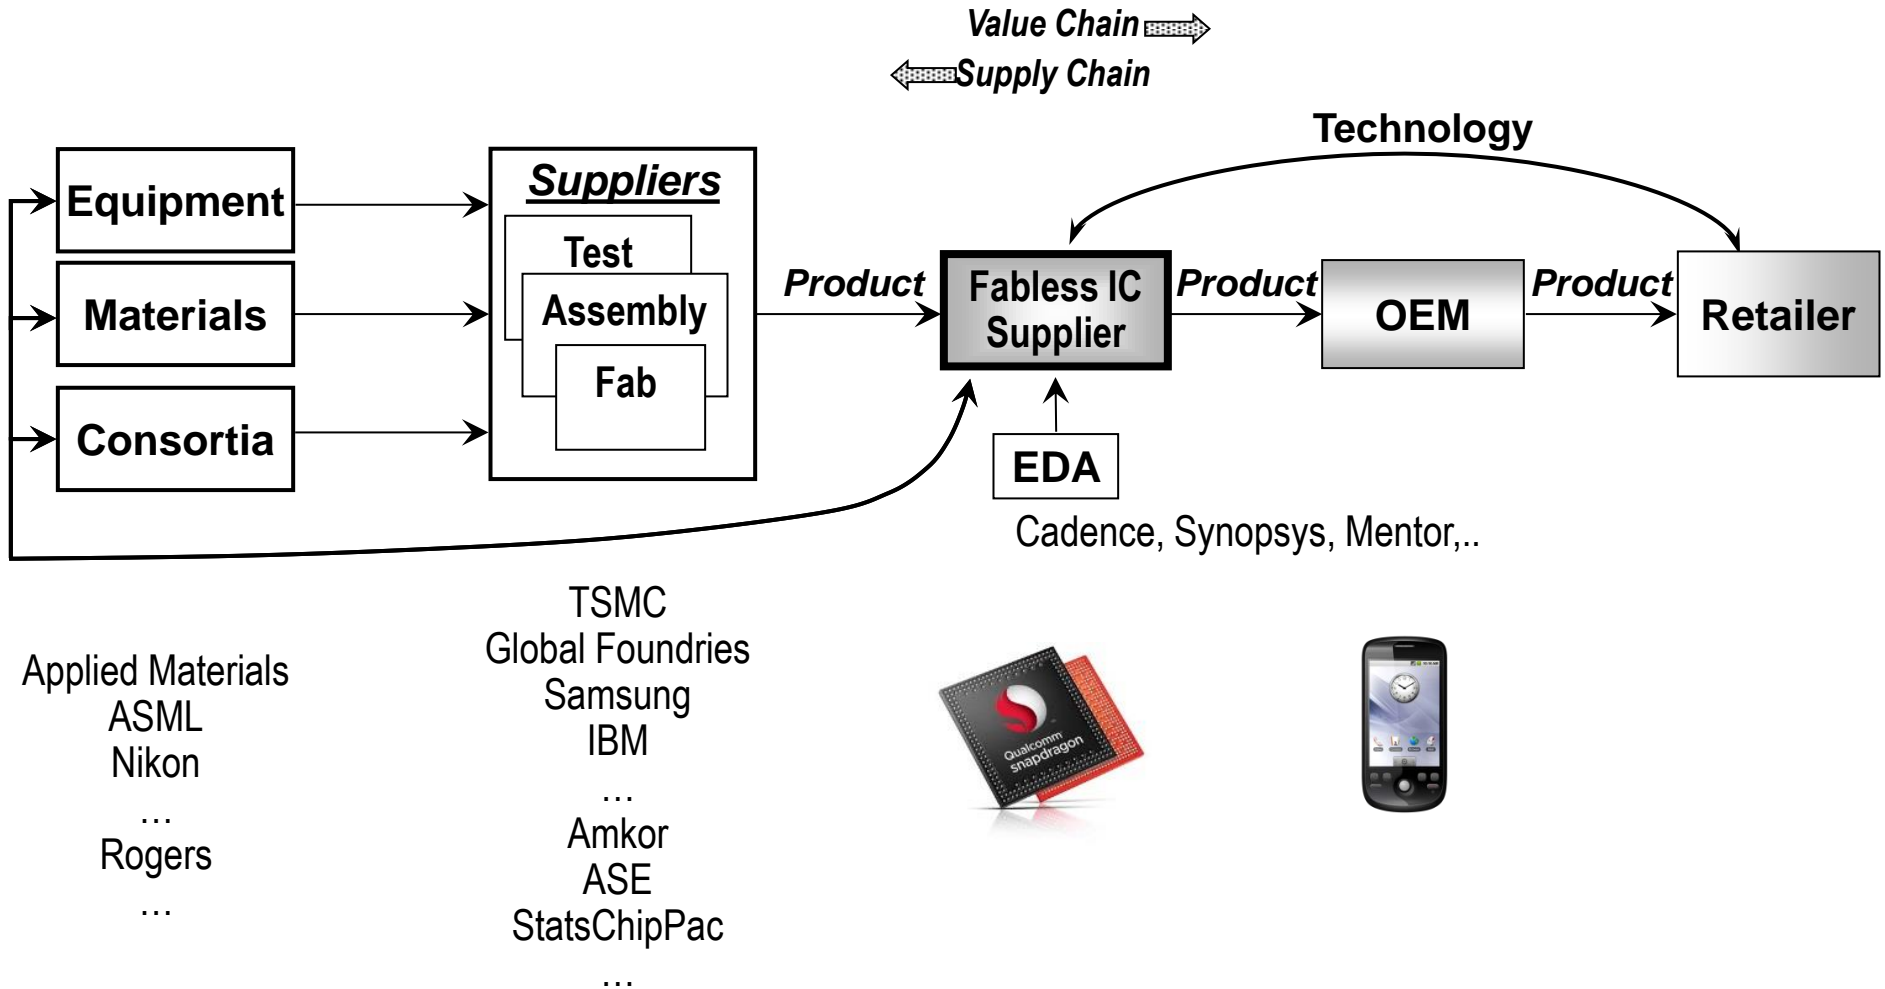 Value Chain
Supply Chain
Technology
Equipment
Materials
Consortia
Suppliers
Test
Assembly
Fab
Product
Fabless IC
Supplier
Product
OEM
Product
Retailer
EDA
Cadence, Synopsys, Mentor,..
Applied Materials
ASML
Nikon
…
Rogers
…
TSMC
Global Foundries
Samsung
IBM
…
Amkor
ASE
StatsChipPac
…
Qualcomm
snapdragon